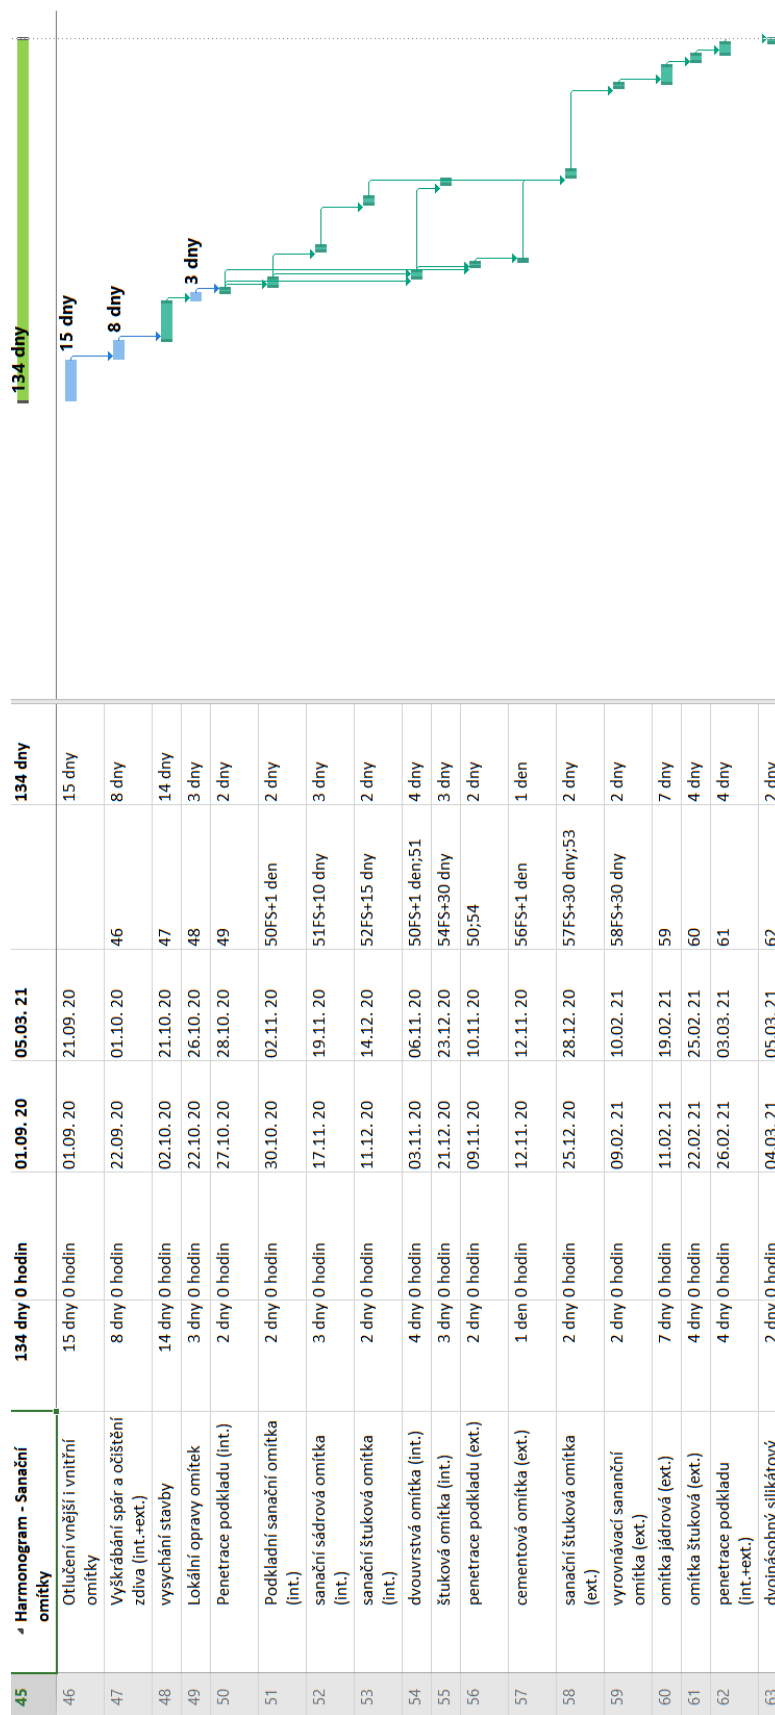 45 Harmonogram - Sanační omítky 134 dny 0 hodin 01.09. 20 05.03. 21 134 dny 134 dny
46 Otlučení vnější i vnitřní omítky 15 dny 0 hodin 01.09. 20 21.09. 20 15 dny 15 dny
47 Vyškrábání spár a očištění zdiva (int.+ext.) 8 dny 0 hodin 22.09. 20 01.10. 20 46 8 dny 8 dny
48 vysychání stavby 14 dny 0 hodin 02.10. 20 21.10. 20 47 14 dny
49 Lokální opravy omítek 3 dny 0 hodin 22.10. 20 26.10. 20 48 3 dny 3 dny
50 Penetrace podkladu (int.) 2 dny 0 hodin 27.10. 20 28.10. 20 49 2 dny
51 Podkladní sanační omítka (int.) 2 dny 0 hodin 30.10. 20 02.11. 20 50FS+1 den 2 dny
52 sanační sádrová omítka (int.) 3 dny 0 hodin 17.11. 20 19.11. 20 51FS+10 dny 3 dny
53 sanační štuková omítka (int.) 2 dny 0 hodin 11.12. 20 14.12. 20 52FS+15 dny 2 dny
54 dvouvrstvá omítka (int.) 4 dny 0 hodin 03.11. 20 06.11. 20 50FS+1 den;51 4 dny
55 štuková omítka (int.) 3 dny 0 hodin 21.12. 20 23.12. 20 54FS+30 dny 3 dny
56 penetrace podkladu (ext.) 2 dny 0 hodin 09.11. 20 10.11. 20 50;54 2 dny
57 cementová omítka (ext.) 1 den 0 hodin 12.11. 20 12.11. 20 56FS+1 den 1 den
58 sanační štuková omítka (ext.) 2 dny 0 hodin 25.12. 20 28.12. 20 57FS+30 dny;53 2 dny
59 vyrovnávací sananční omítka (ext.) 2 dny 0 hodin 09.02. 21 10.02. 21 58FS+30 dny 2 dny
60 omítka jádrová (ext.) 7 dny 0 hodin 11.02. 21 19.02. 21 59 7 dny
61 omítka štuková (ext.) 4 dny 0 hodin 22.02. 21 25.02. 21 60 4 dny
62 penetrace podkladu (int.+ext.) 4 dny 0 hodin 26.02. 21 03.03. 21 61 4 dny
63 dvojnásobný silikátový 2 dny 0 hodin 04.03. 21 05.03. 21 62 2 dny